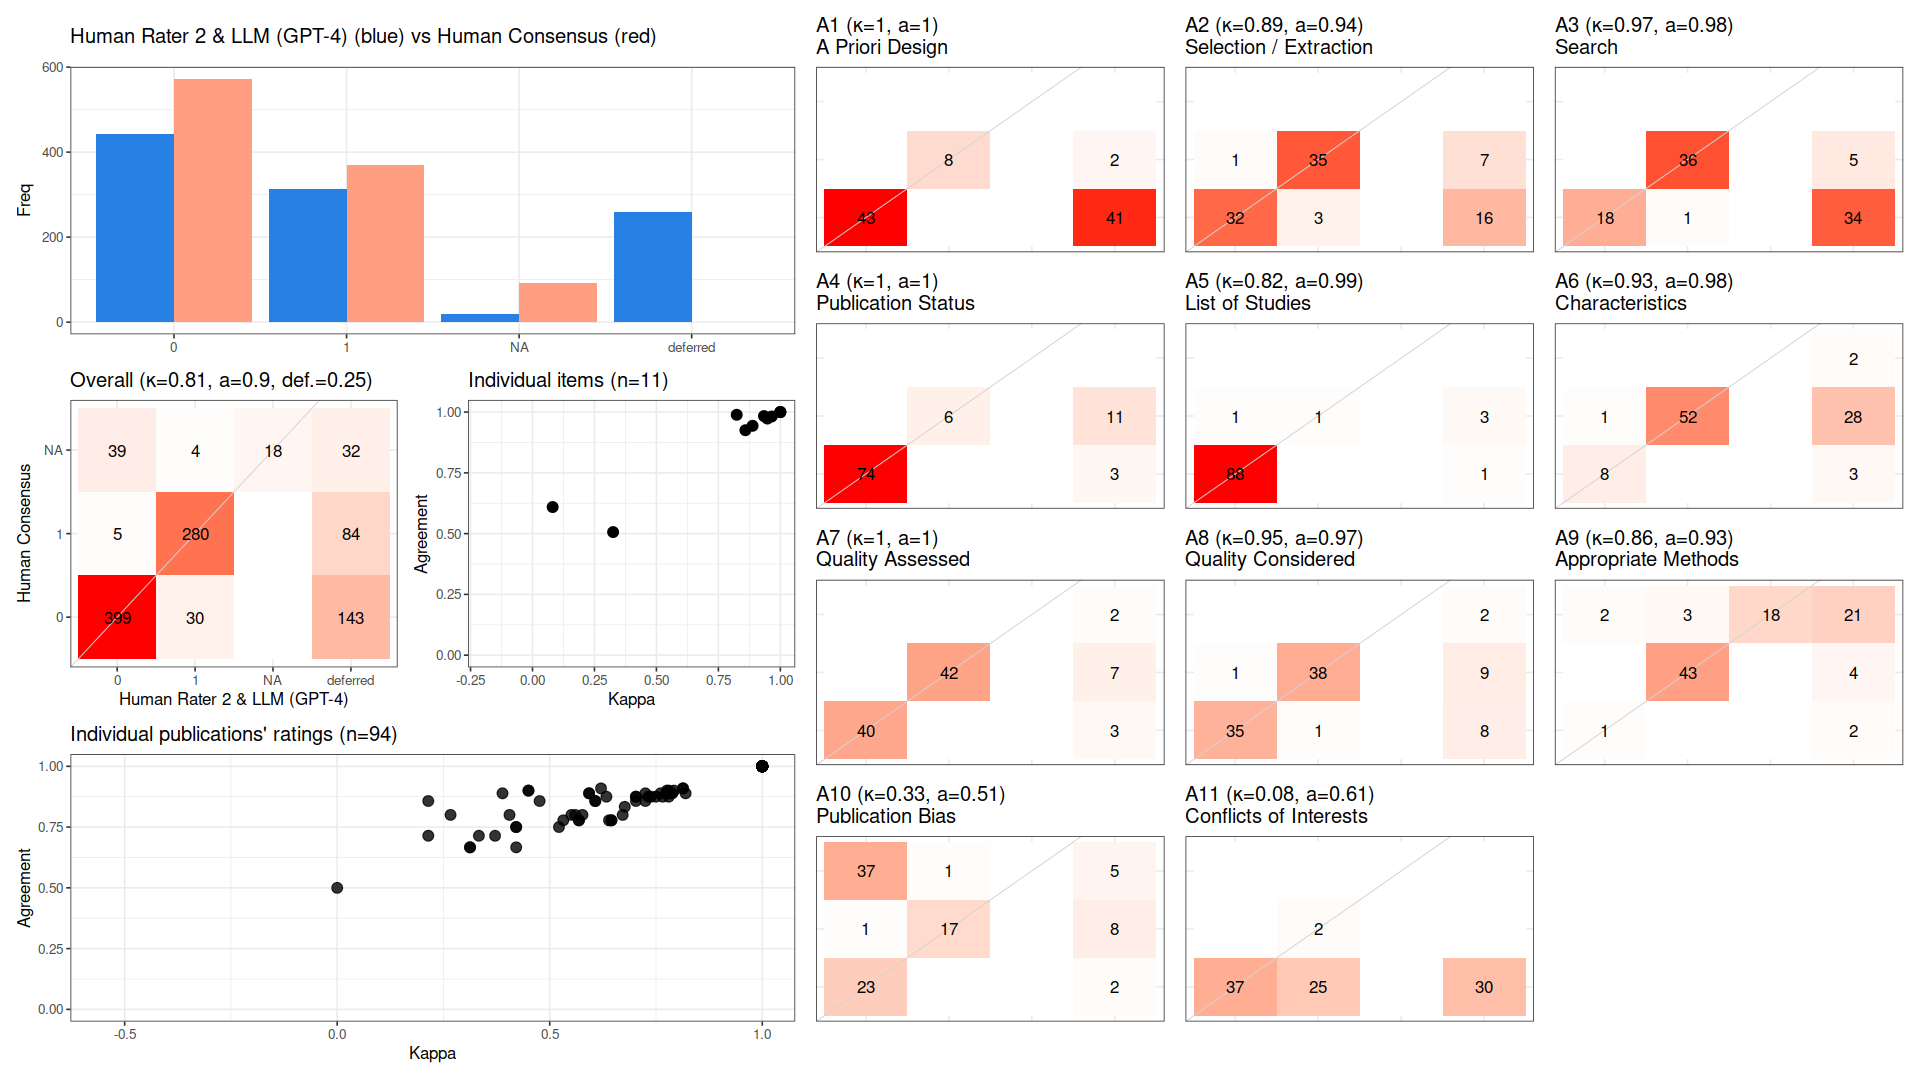 Human Rater 2 & LLM (GPT-4) (blue) vs Human Consensus (red)
Freq
600
400
200
0
0 1 NA deferred
Overall (κ=0.81, a=0.9, def.=0.25)
Human Consensus
NA
1
0
39 4 18 32
5 280 84
399 30 143
0 1 NA deferred
Human Rater 2 & LLM (GPT-4)
Individual items (n=11)
Agreement
1.00
0.75
0.50
0.25
0.00
-0.25 0.00 0.25 0.50 0.75 1.00
Kappa
Individual publications' ratings (n=94)
Agreement
1.00
0.75
0.50
0.25
0.00
-0.5 0.0 0.5 1.0
Kappa
A1 (κ=1, a=1)
A Priori Design
8 2
43 41
A2 (κ=0.89, a=0.94)
Selection / Extraction
1 35 7
32 3 16
A3 (κ=0.97, a=0.98)
Search
36 5
18 1 34
A4 (κ=1, a=1)
Publication Status
6 11
74 3
A5 (κ=0.82, a=0.99)
List of Studies
1 1 3
88 1
A6 (κ=0.93, a=0.98)
Characteristics
2
1 52 28
8 3
A7 (κ=1, a=1)
Quality Assessed
2
42 7
40 3
A8 (κ=0.95, a=0.97)
Quality Considered
2
1 38 9
35 1 8
A9 (κ=0.86, a=0.93)
Appropriate Methods
2 3 18 21
43 4
1 2
A10 (κ=0.33, a=0.51)
Publication Bias
37 1 5
1 17 8
23 2
A11 (κ=0.08, a=0.61)
Conflicts of Interests
2
37 25 30